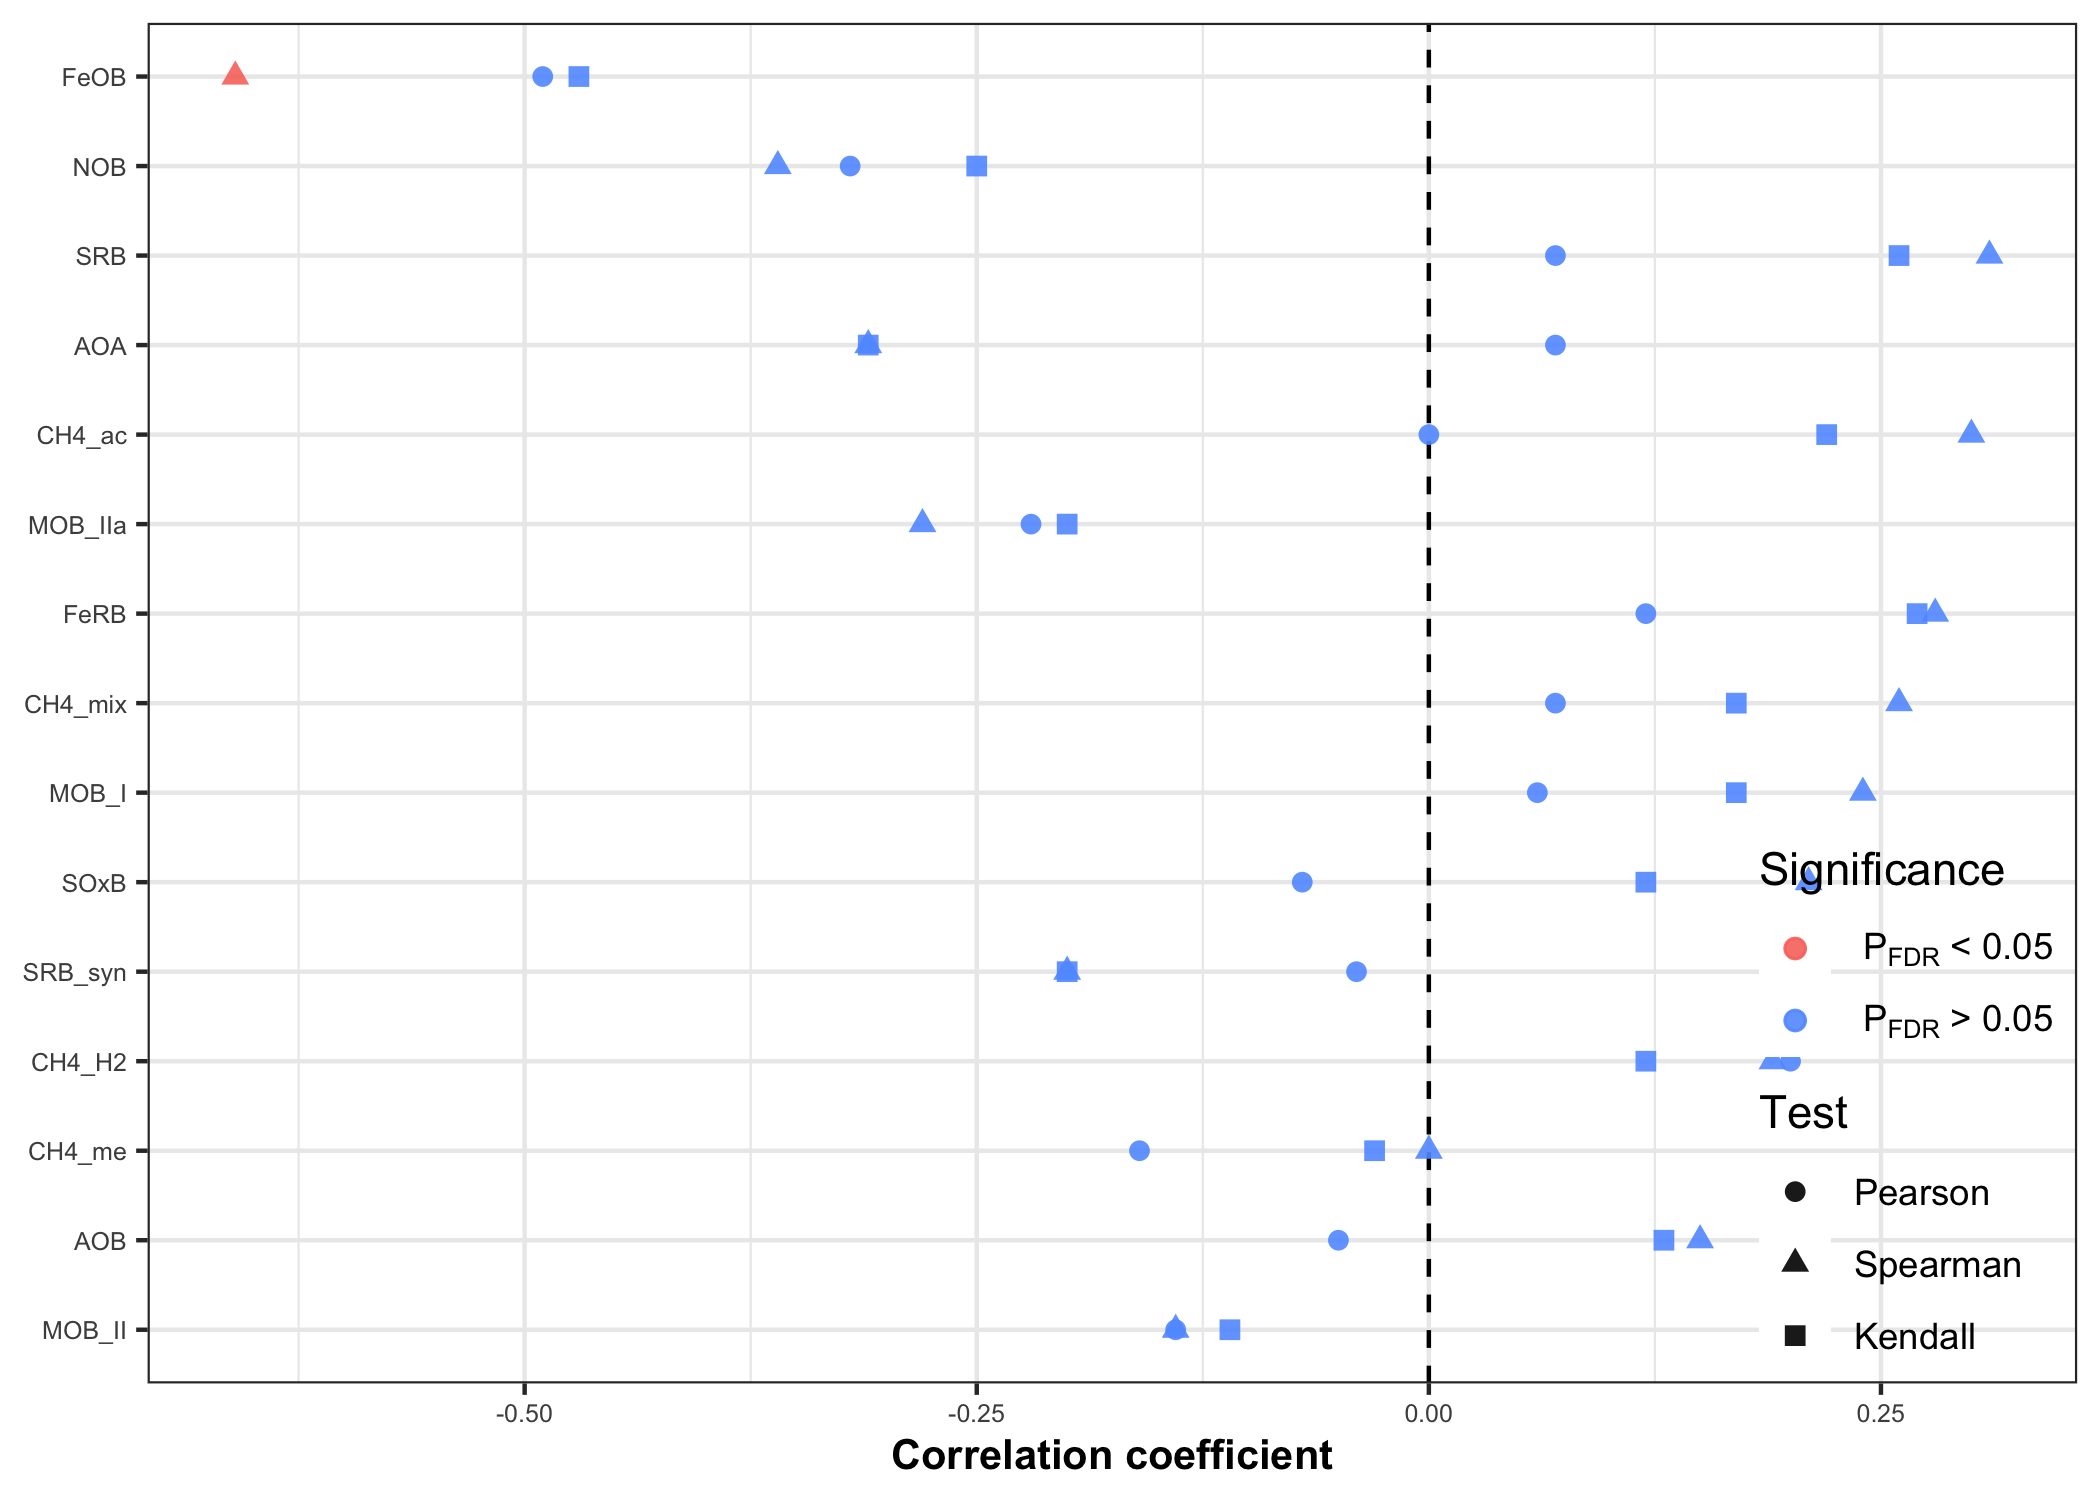 FeOB
NOB
SRB
AOA
CH4_ac
MOB_IIa
FeRB
CH4_mix
MOB_I
SOxB
SRB_syn
CH4_H2
CH4_me
AOB
MOB_II
Significance
PFDR < 0.05
PFDR > 0.05
Test
Pearson
Spearman
Kendall
-0.50 -0.25 0.00 0.25
Correlation coefficient